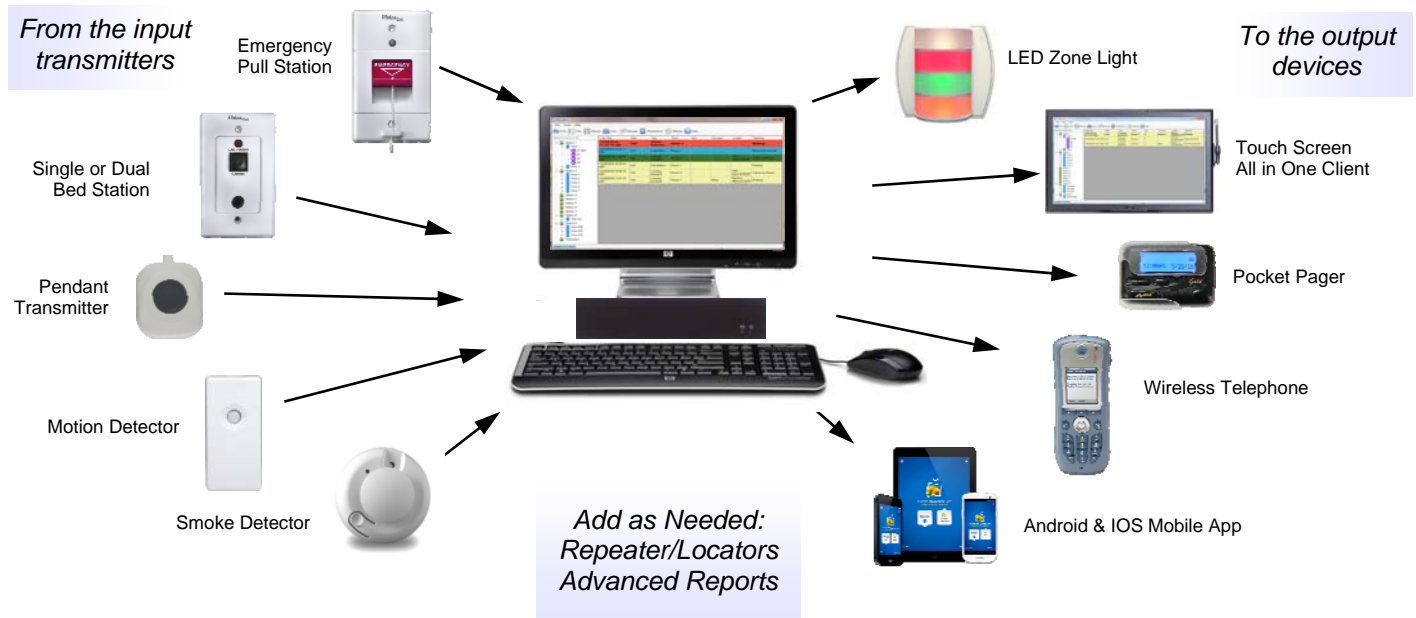 From the input
transmitters
Emergency
Pull Station
EMERGENCY
Single or Dual
Bed Station
Pendant
Transmitter
Motion Detector
Smoke Detector
Add as Needed:
Repeater/Locators
Advanced Reports
To the output
devices
LED Zone Light
Touch Screen
All in One Client
Pocket Pager
Wireless Telephone
Android & IOS Mobile App